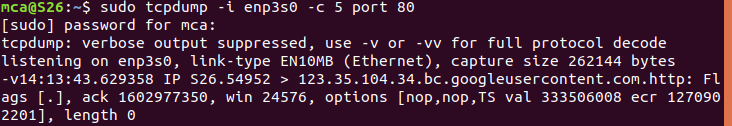 mca@S26:~$ sudo tcpdump -i enp3s0 -c 5 port 80
[sudo] password for mca:
tcpdump: verbose output suppressed, use -v or -vv for full protocol decode
listening on enp3s0, link-type EN10MB (Ethernet), capture size 262144 bytes
-v14:13:43.629358 IP S26.54952 > 123.35.104.34.bc.googleusercontent.com.http: Fl
ags [.], ack 1602977350, win 24576, options [nop,nop,TS val 333506008 ecr 127090
2201], length 0